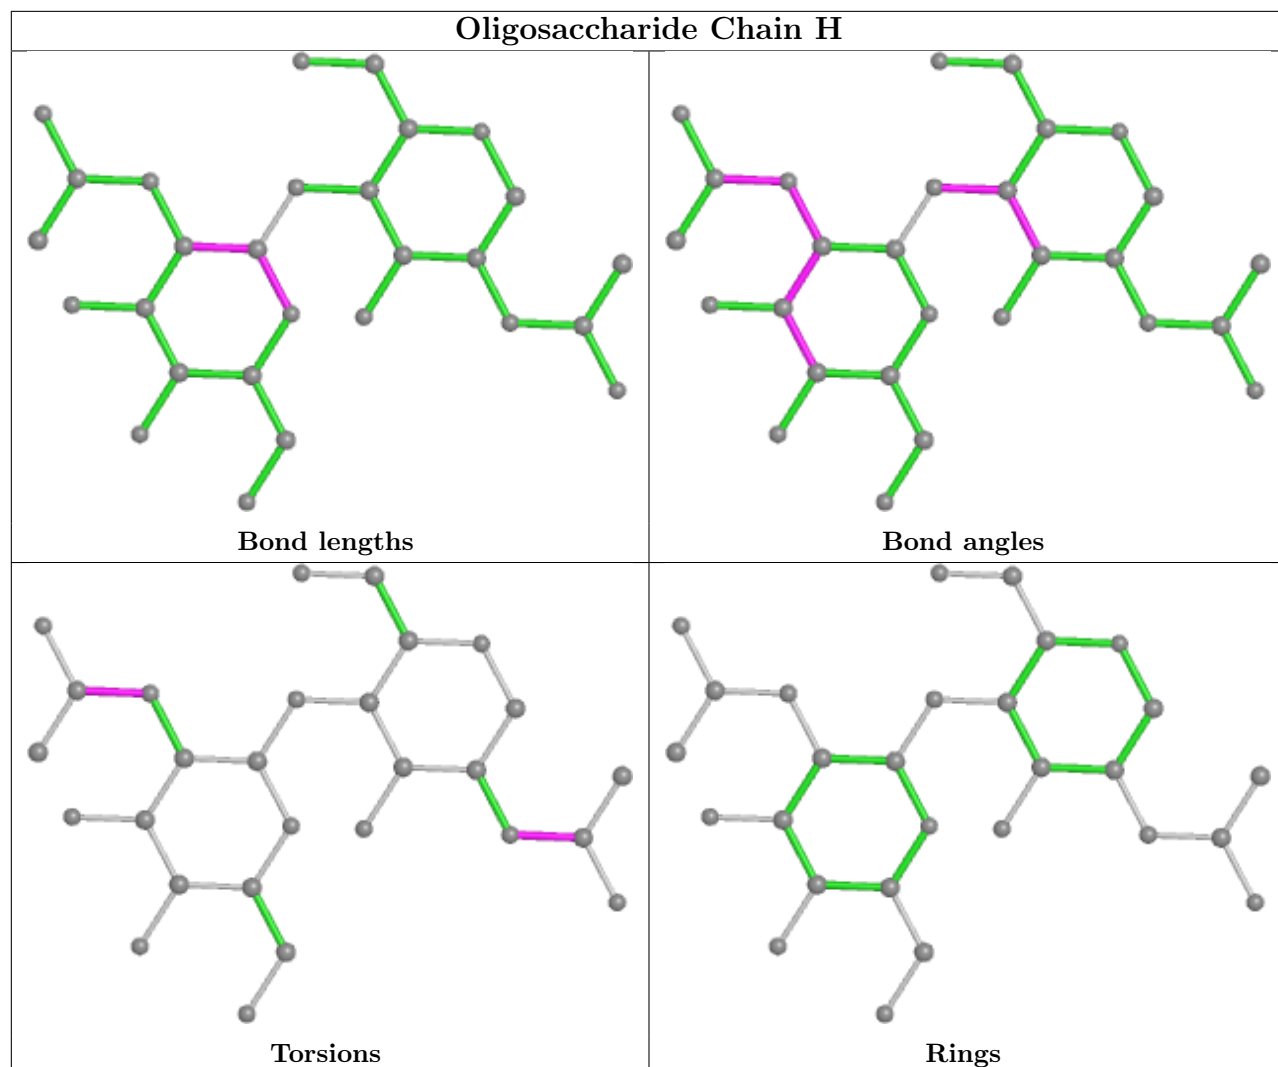 Oligosaccharide Chain H
Bond lengths
Bond angles
Torsions
Rings